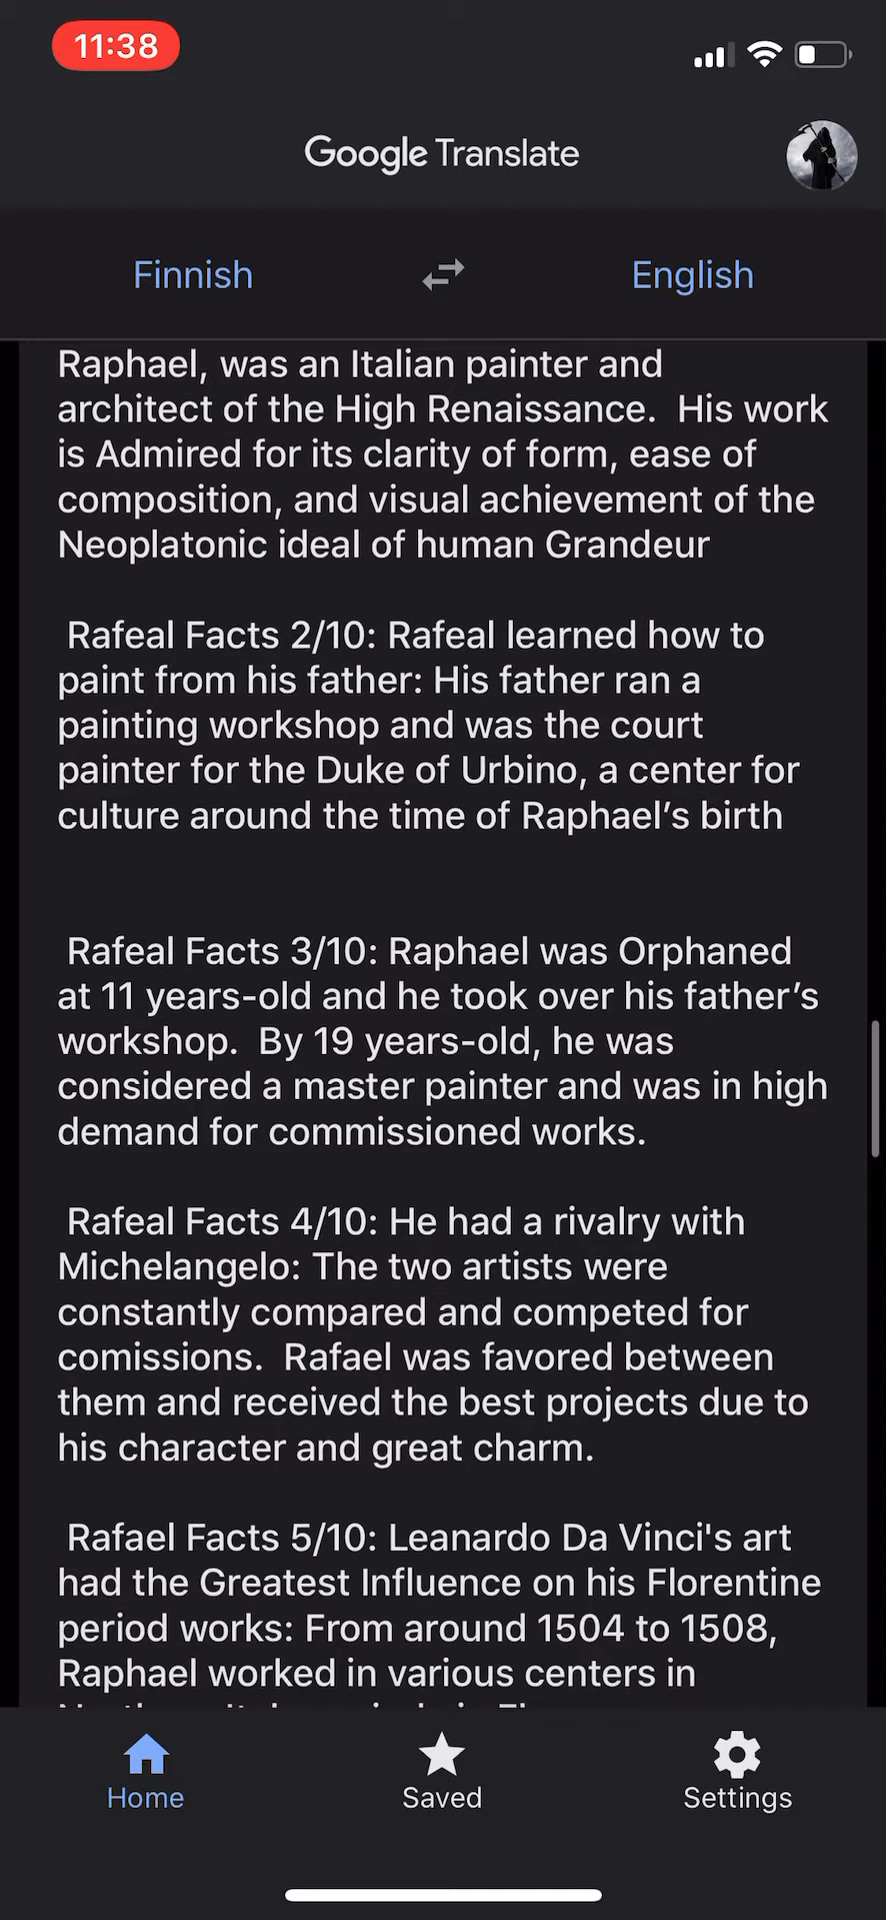 11:38
Google Translate
Finnish
English
Raphael, was an Italian painter and
architect of the High Renaissance.  His work
is Admired for its clarity of form, ease of
composition, and visual achievement of the
Neoplatonic ideal of human Grandeur
Rafeal Facts 2/10: Rafeal learned how to
paint from his father: His father ran a
painting workshop and was the court
painter for the Duke of Urbino, a center for
culture around the time of Raphael's birth
Rafeal Facts 3/10: Raphael was Orphaned
at 11 years-old and he took over his father's
workshop.  By 19 years-old, he was
considered a master painter and was in high
demand for commissioned works.
Rafeal Facts 4/10: He had a rivalry with
Michelangelo: The two artists were
constantly compared and competed for
comissions.  Rafael was favored between
them and received the best projects due to
his character and great charm.
Rafael Facts 5/10: Leanardo Da Vinci's art
had the Greatest Influence on his Florentine
period works: From around 1504 to 1508,
Raphael worked in various centers in
Home
Saved
Settings